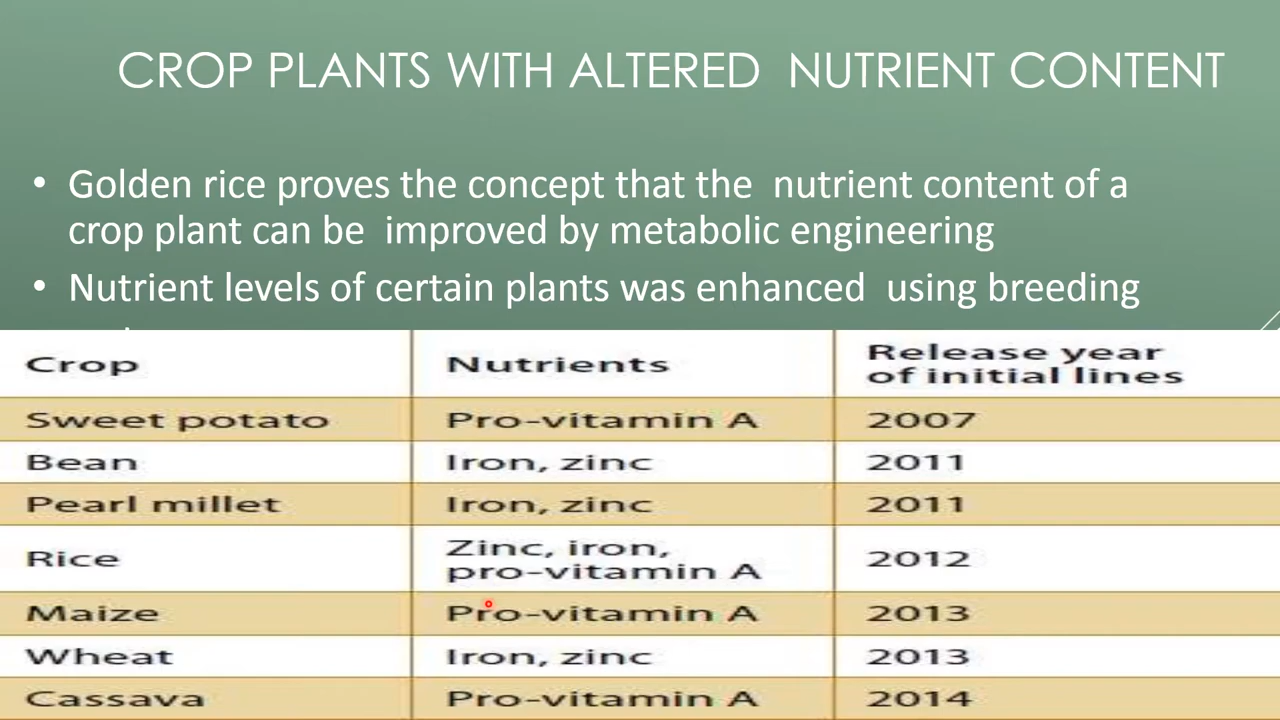 CROP PLANTS WITH ALTERED NUTRIENT CONTENT
• Golden rice proves the concept that the nutrient content of a
crop plant can be improved by metabolic engineering
• Nutrient levels of certain plants was enhanced using breeding
Crop Nutrients Release year of initial lines
Sweet potato Pro-vitamin A 2007
Bean Iron, zinc 2011
Pearl millet Iron, zinc 2011
Rice Zinc, iron, pro-vitamin A 2012
Maize Pro-vitamin A 2013
Wheat Iron, zinc 2013
Cassava Pro-vitamin A 2014